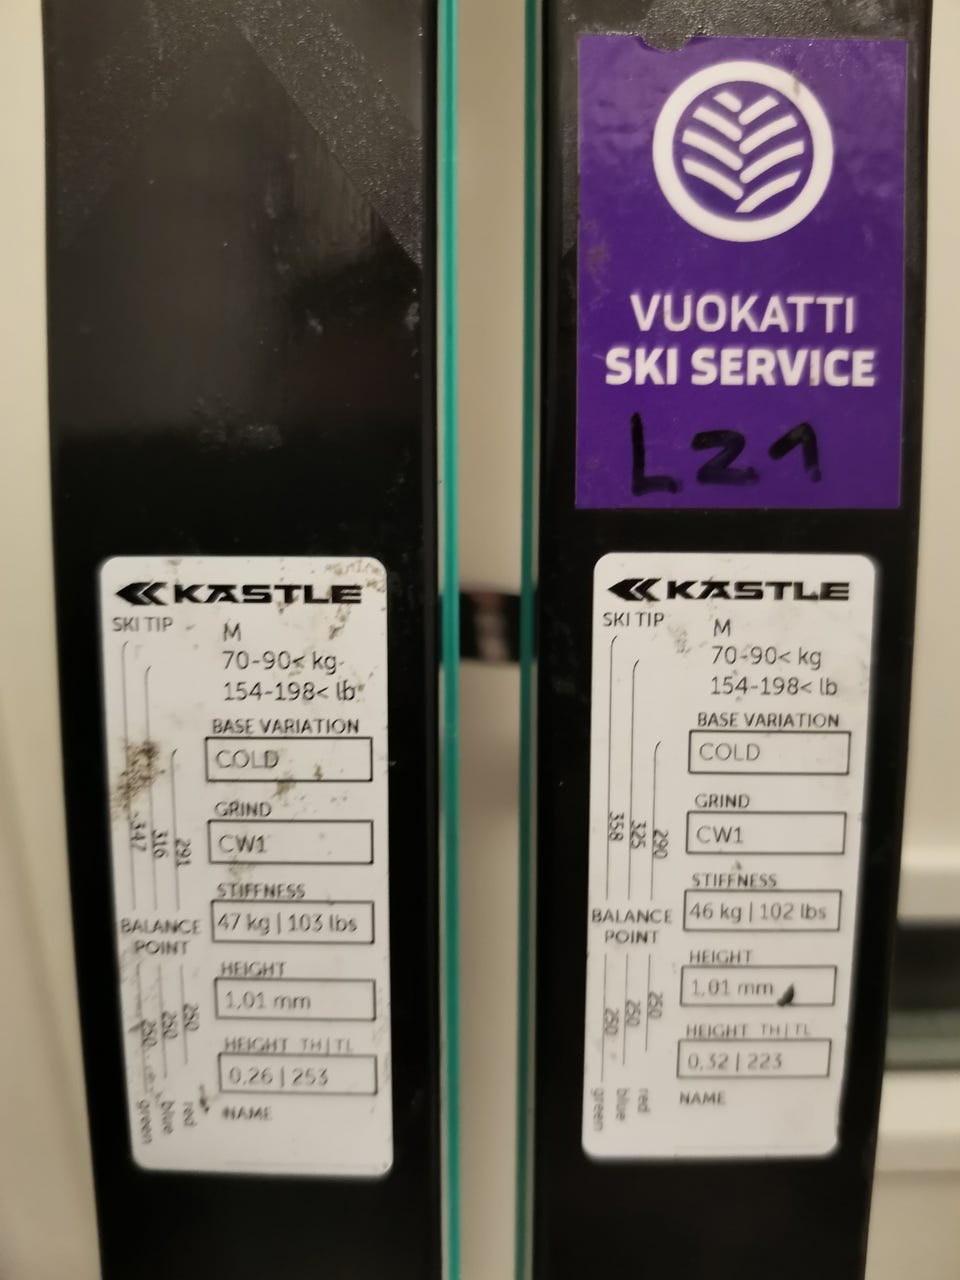 VUOKATTI
SKI SERVICE
L21
KÄSTLE
SKI TIP
M
70-90< kg
154-198< lb
BASE VARIATION
COLD
GRIND
CW1
347
316
291
STIFFNESS
47 kg | 103 lbs
BALANCE
POINT
HEIGHT
1,01 mm
250
250
250
HEIGHT TH | TL
0,26 | 253
green
blue
red
NAME
KÄSTLE
SKI TIP
M
70-90< kg
154-198< lb
BASE VARIATION
COLD
GRIND
CW1
358
325
290
STIFFNESS
46 kg | 102 lbs
BALANCE
POINT
HEIGHT
1,01 mm
250
250
250
HEIGHT TH | TL
0,32 | 223
green
blue
red
NAME